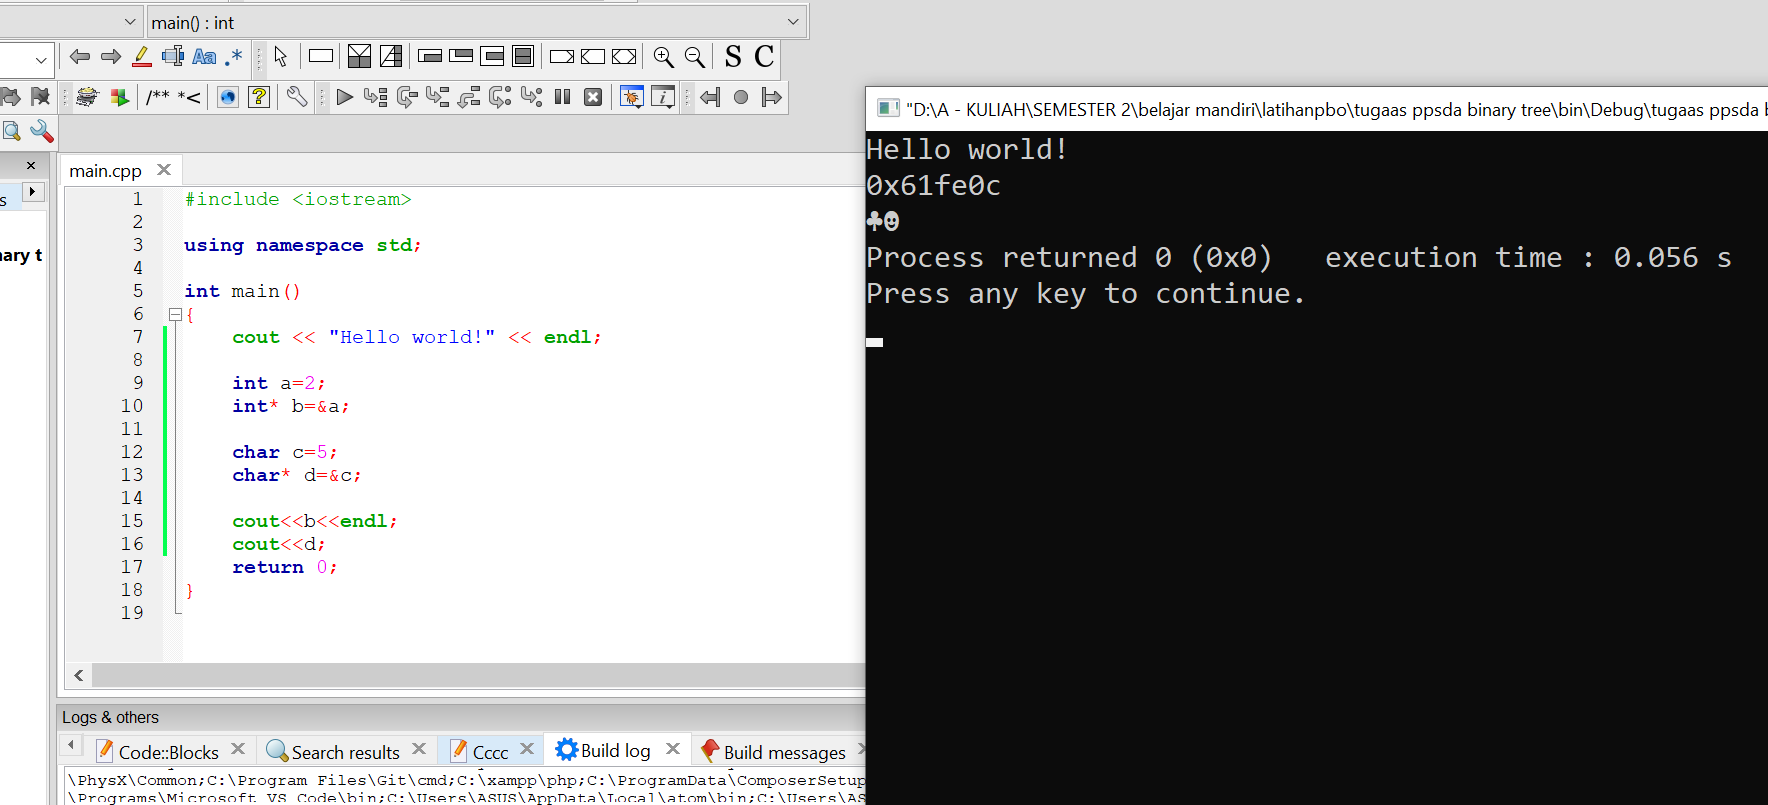 main() : int
Aa .* S C
/** *<
"D:\A - KULIAH\SEMESTER 2\belajar mandiri\latihanpbo\tugaas ppsda binary tree\bin\Debug\tugaas ppsda b
main.cpp
s
ary t
1 #include <iostream>
2
3 using namespace std;
4
5 int main()
6 {
7 cout << "Hello world!" << endl;
8
9 int a=2;
10 int* b=&a;
11
12 char c=5;
13 char* d=&c;
14
15 cout<<b<<endl;
16 cout<<d;
17 return 0;
18 }
19
Hello world!
0x61fe0c
♣☻
Process returned 0 (0x0) execution time : 0.056 s
Press any key to continue.
Logs & others
Code::Blocks Search results Cccc Build log Build messages
\PhysX\Common;C:\Program Files\Git\cmd;C:\xampp\php;C:\ProgramData\ComposerSetup
\Programs\Microsoft VS Code\bin;C:\Users\ASUS\AppData\Local\atom\bin;C:\Users\AS